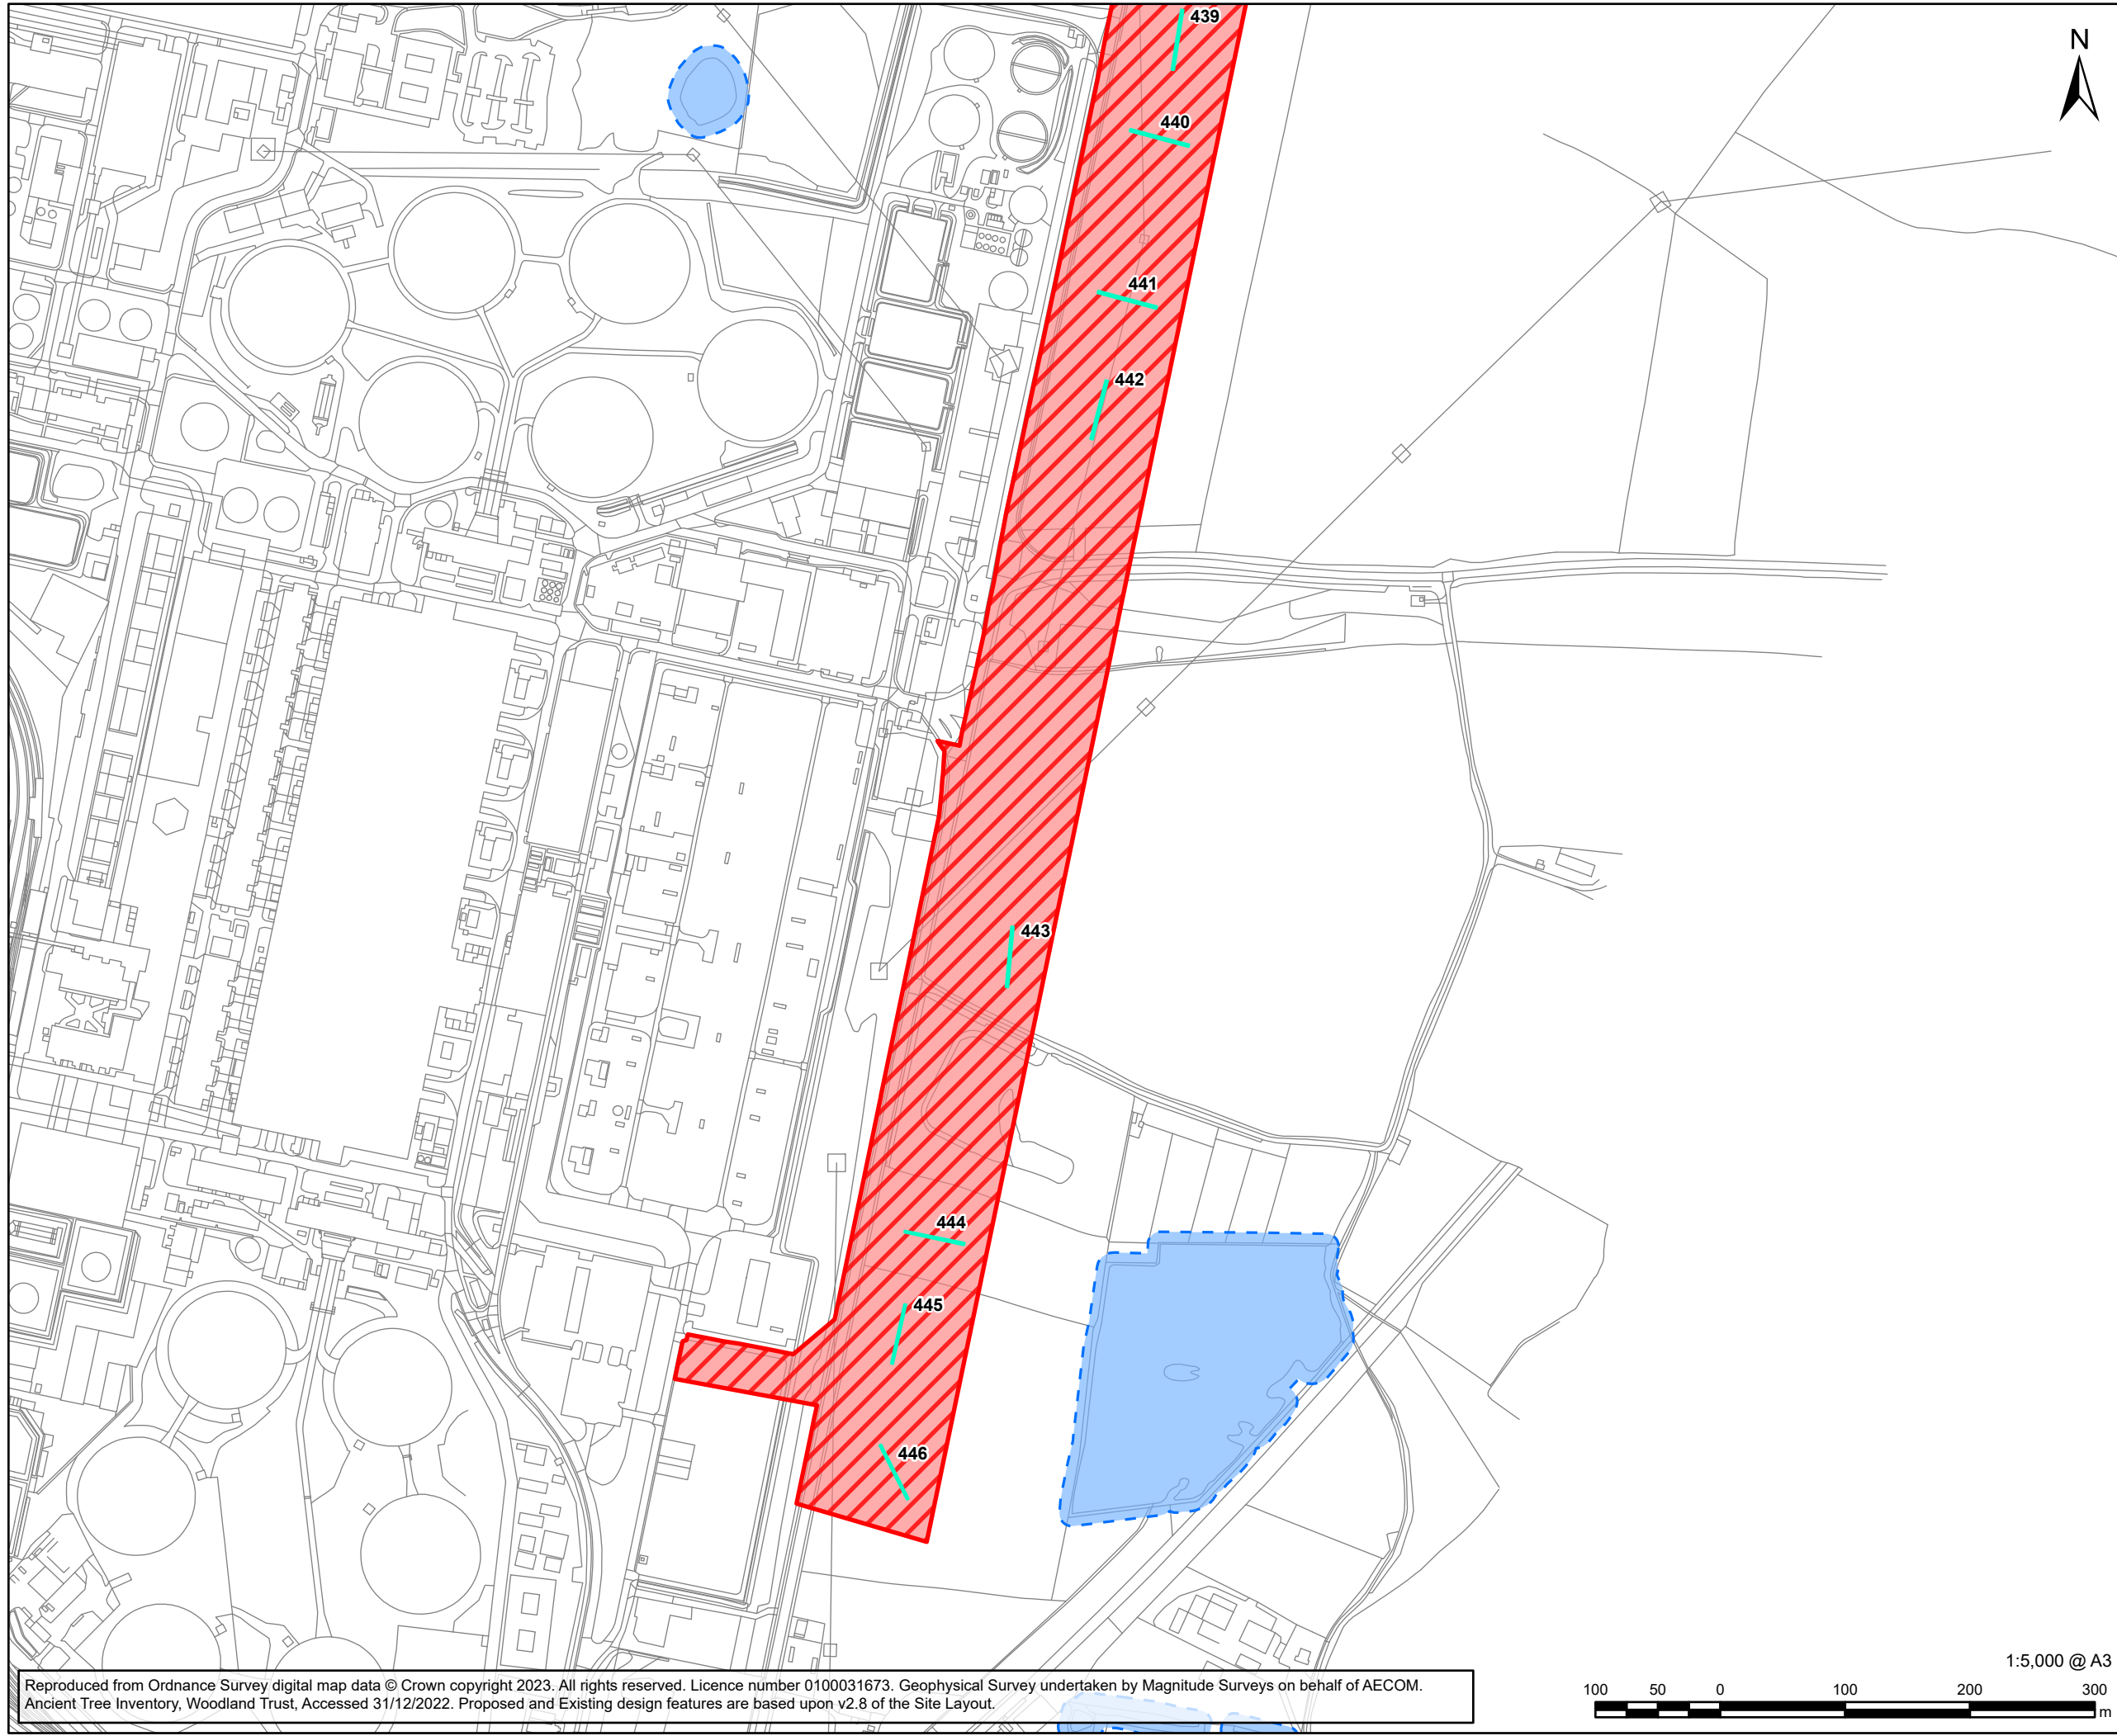 439
N
440
441
442
443
444
445
446
1:5,000 @ A3
100 50 0 100 200 300
m
Reproduced from Ordnance Survey digital map data © Crown copyright 2023. All rights reserved. Licence number 0100031673. Geophysical Survey undertaken by Magnitude Surveys on behalf of AECOM.
Ancient Tree Inventory, Woodland Trust, Accessed 31/12/2022. Proposed and Existing design features are based upon v2.8 of the Site Layout.